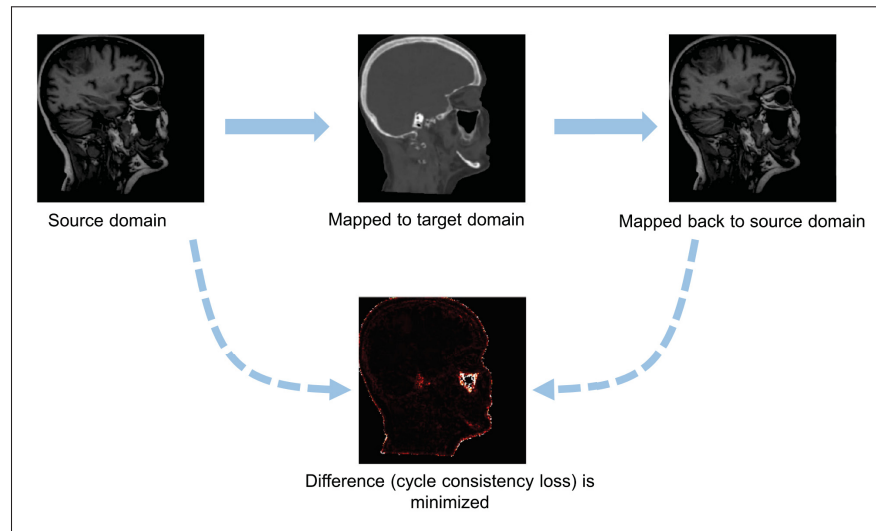 Source domain
Mapped to target domain
Mapped back to source domain
Difference (cycle consistency loss) is
minimized